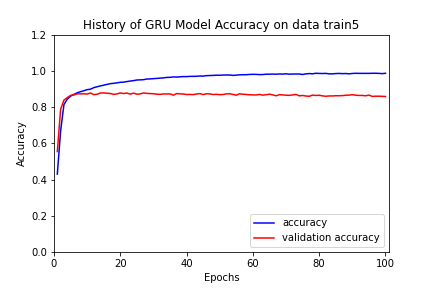 History of GRU Model Accuracy on data train5
1.2
1.0
0.8
0.6
0.4
0.2
0.0
Accuracy
0 20 40 60 80 100
Epochs
accuracy
validation accuracy